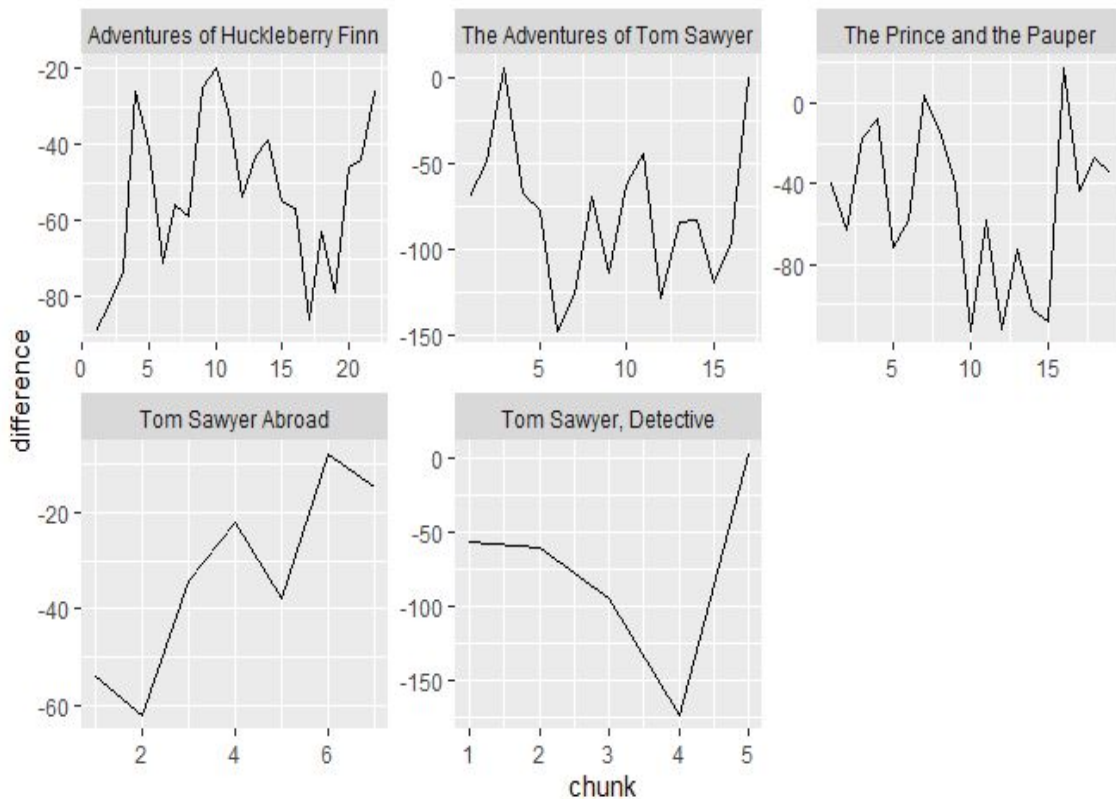 Adventures of Huckleberry Finn
The Adventures of Tom Sawyer
The Prince and the Pauper
-20
-40
-60
-80
0 5 10 15 20
0
-50
-100
-150
5 10 15
0
-40
-80
5 10 15
difference
Tom Sawyer Abroad
Tom Sawyer, Detective
-20
-40
-60
2 4 6
0
-50
-100
-150
1 2 3 4 5
chunk